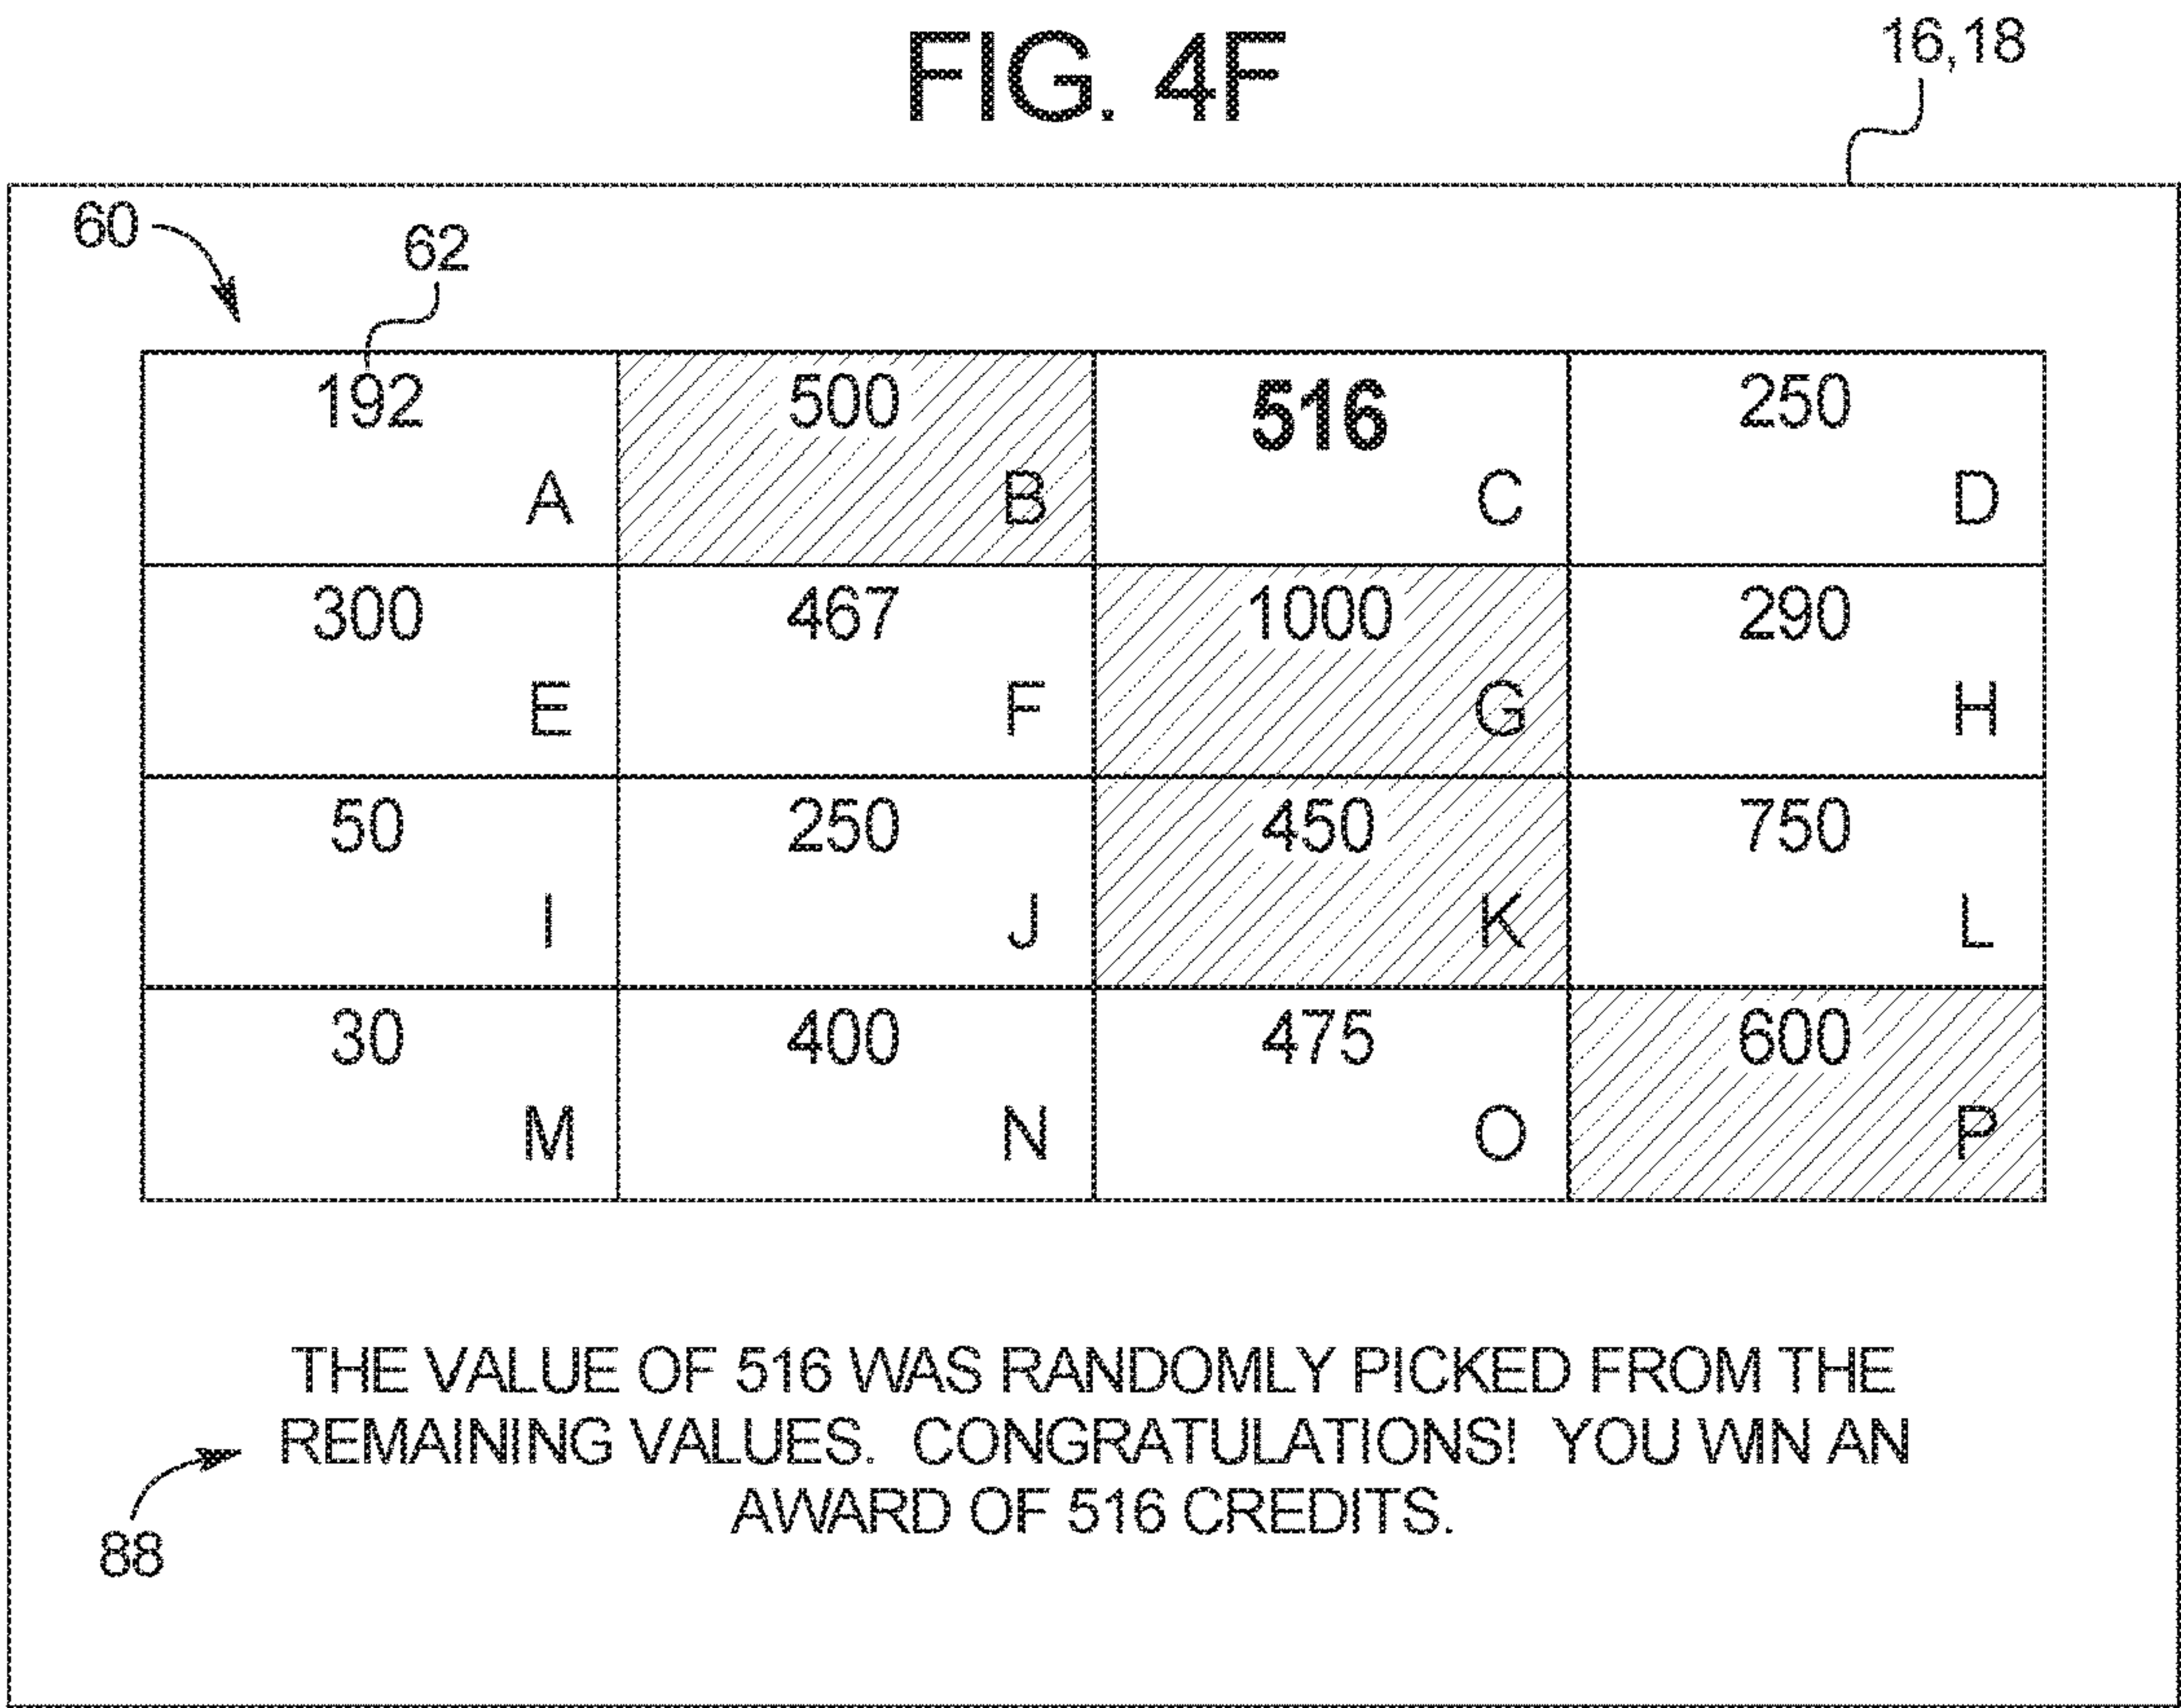 FIG. 4F
16,18
60
62
192 500 516 250
A B C D
300 467 1000 290
E F G H
50 250 450 750
I J K L
30 400 475 600
M N O P
THE VALUE OF 516 WAS RANDOMLY PICKED FROM THE
REMAINING VALUES. CONGRATULATIONS! YOU WIN AN
AWARD OF 516 CREDITS.
88